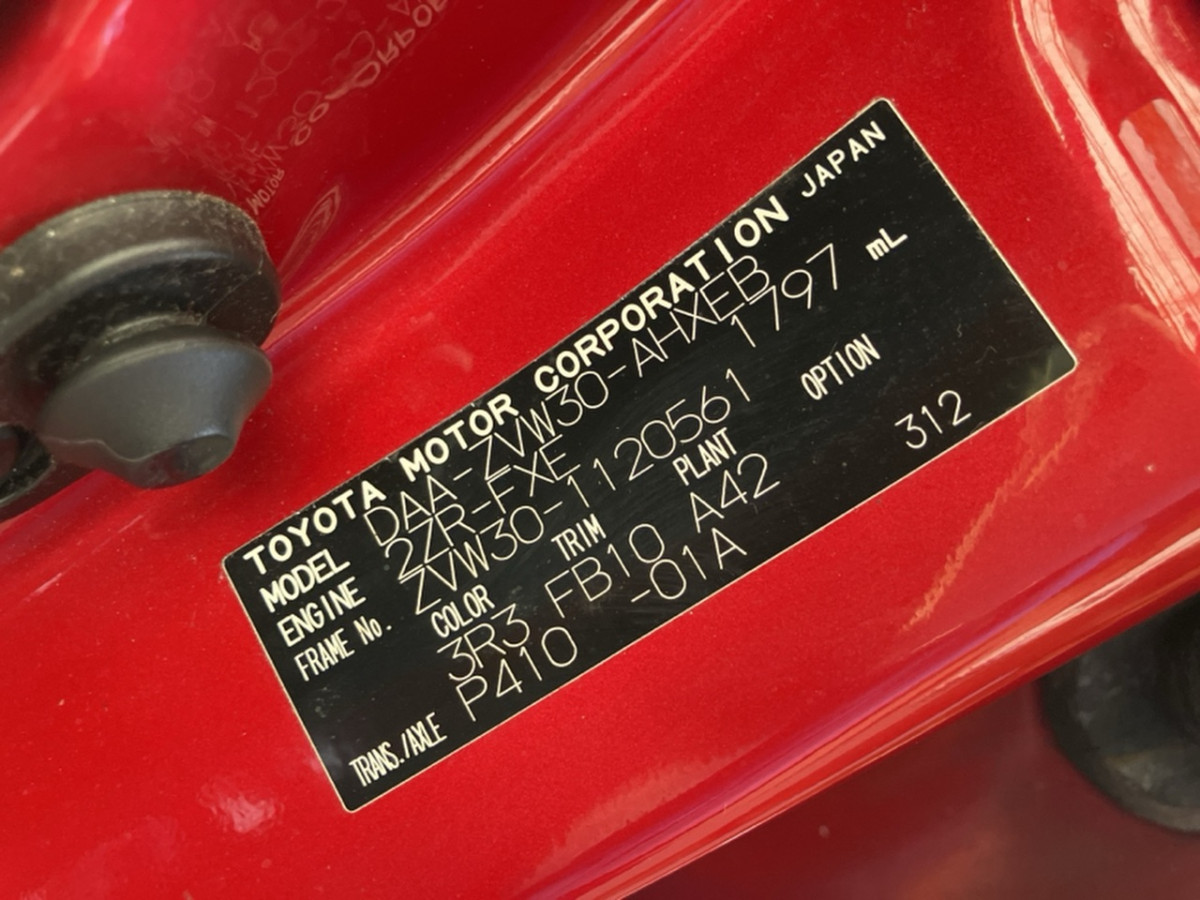 TOYOTA MOTOR CORPORATION JAPAN
MODEL DAA-ZVW30-AHXEB
ENGINE 2ZR-FXE 1797 mL
FRAME No. ZVW30-1120561
COLOR TRIM PLANT OPTION
3R3 FB10 A42 312
TRANS./AXLE P410 -01A